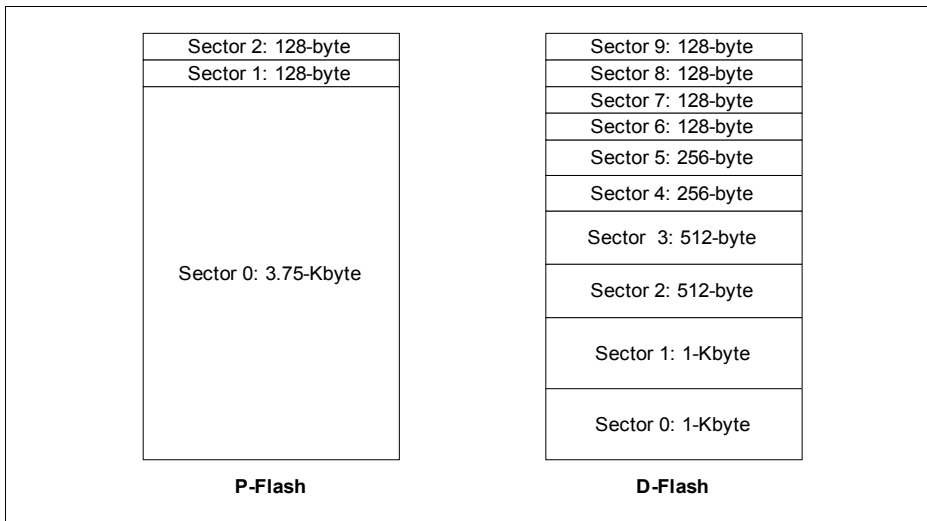 Sector 2: 128-byte
Sector 1: 128-byte
Sector 0: 3.75-Kbyte
P-Flash
Sector 9: 128-byte
Sector 8: 128-byte
Sector 7: 128-byte
Sector 6: 128-byte
Sector 5: 256-byte
Sector 4: 256-byte
Sector 3: 512-byte
Sector 2: 512-byte
Sector 1: 1-Kbyte
Sector 0: 1-Kbyte
D-Flash